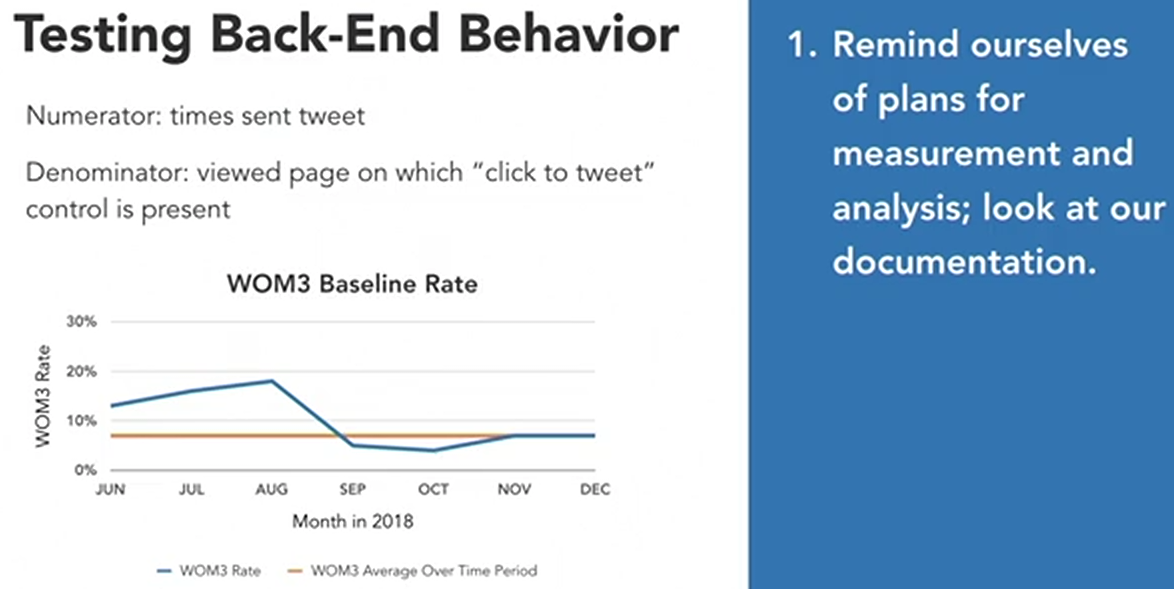 Testing Back-End Behavior
Numerator: times sent tweet
Denominator: viewed page on which “click to tweet”
control is present
WOM3 Baseline Rate
WOM3 Rate
30%
20%
10%
0%
JUN JUL AUG SEP OCT NOV DEC
Month in 2018
WOM3 Rate WOM3 Average Over Time Period
1. Remind ourselves
of plans for
measurement and
analysis; look at our
documentation.